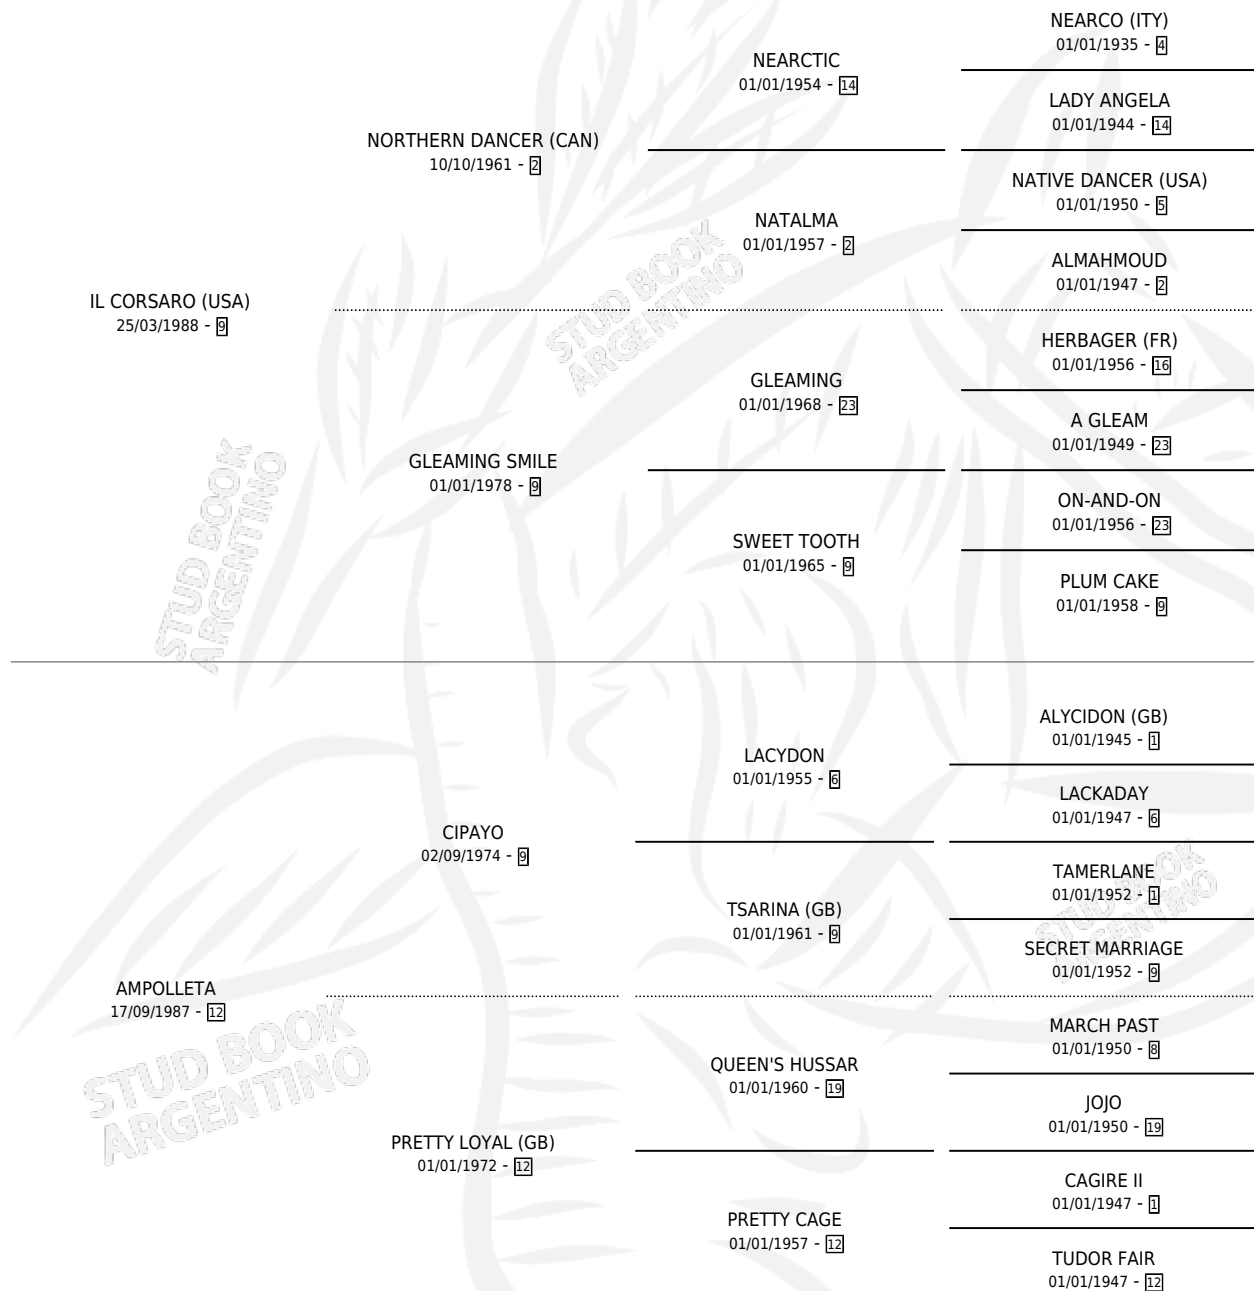 NEARCO (ITY)
01/01/1935 - 4
NEARCTIC
01/01/1954 - 14
LADY ANGELA
01/01/1944 - 14
NORTHERN DANCER (CAN)
10/10/1961 - 2
NATIVE DANCER (USA)
01/01/1950 - 5
NATALMA
01/01/1957 - 2
ALMAHMOUD
01/01/1947 - 2
IL CORSARO (USA)
25/03/1988 - 9
HERBAGER (FR)
01/01/1956 - 16
GLEAMING
01/01/1968 - 23
A GLEAM
01/01/1949 - 23
GLEAMING SMILE
01/01/1978 - 9
ON-AND-ON
01/01/1956 - 23
SWEET TOOTH
01/01/1965 - 9
PLUM CAKE
01/01/1958 - 9
ALYCIDON (GB)
01/01/1945 - 1
LACYDON
01/01/1955 - 6
LACKADAY
01/01/1947 - 6
CIPAYO
02/09/1974 - 9
TAMERLANE
01/01/1952 - 1
TSARINA (GB)
01/01/1961 - 9
SECRET MARRIAGE
01/01/1952 - 9
AMPOLLETA
17/09/1987 - 12
MARCH PAST
01/01/1950 - 8
QUEEN'S HUSSAR
01/01/1960 - 19
JOJO
01/01/1950 - 19
PRETTY LOYAL (GB)
01/01/1972 - 12
CAGIRE II
01/01/1947 - 1
PRETTY CAGE
01/01/1957 - 12
TUDOR FAIR
01/01/1947 - 12
STUD BOOK
ARGENTINO
STUD BOOK
ARGENTINO
STUD BOOK
ARGENTINO
STUD BOOK
ARGENTINO